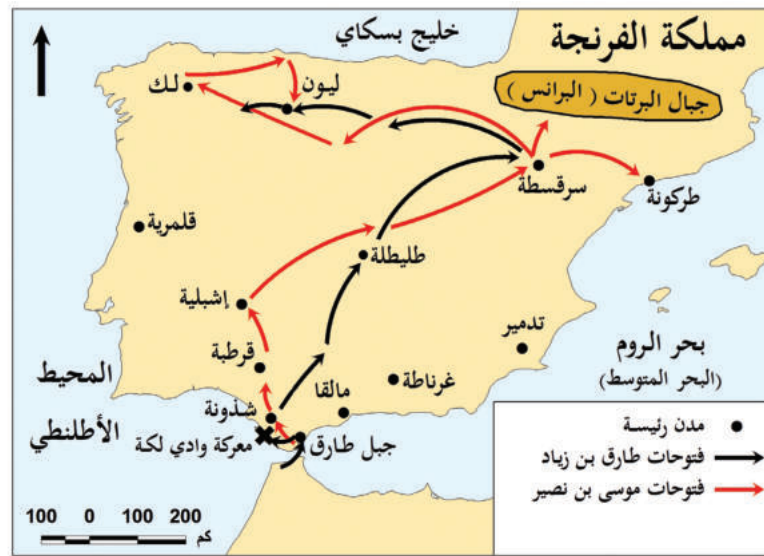 خليج بسكاي
مملكة الفرنجة
جبال البرتات ( البرانس )
لك
ليون
سرقسطة
طركونة
قلمرية
طليطلة
إشبيلية
تدمير
قرطبة
غرناطة
مالقا
شذونة
جبل طارق
معركة وادي لكة
بحر الروم
(البحر المتوسط)
المحيط
الأطلنطي
مدن رئيسة
فتوحات طارق بن زياد
فتوحات موسى بن نصير
100 0 100 200 كم